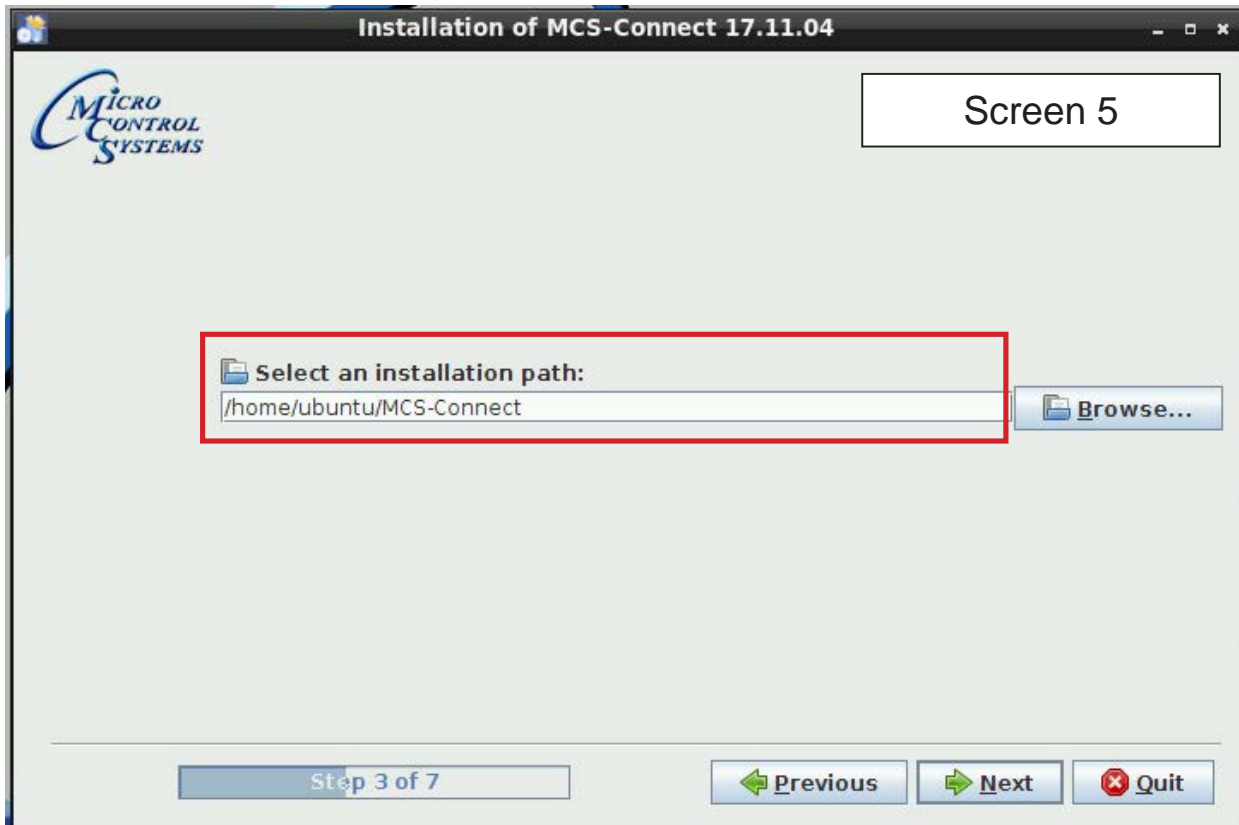 Installation of MCS-Connect 17.11.04
MICRO
CONTROL
SYSTEMS
Screen 5
Select an installation path:
/home/ubuntu/MCS-Connect
Browse...
Step 3 of 7
Previous
Next
Quit